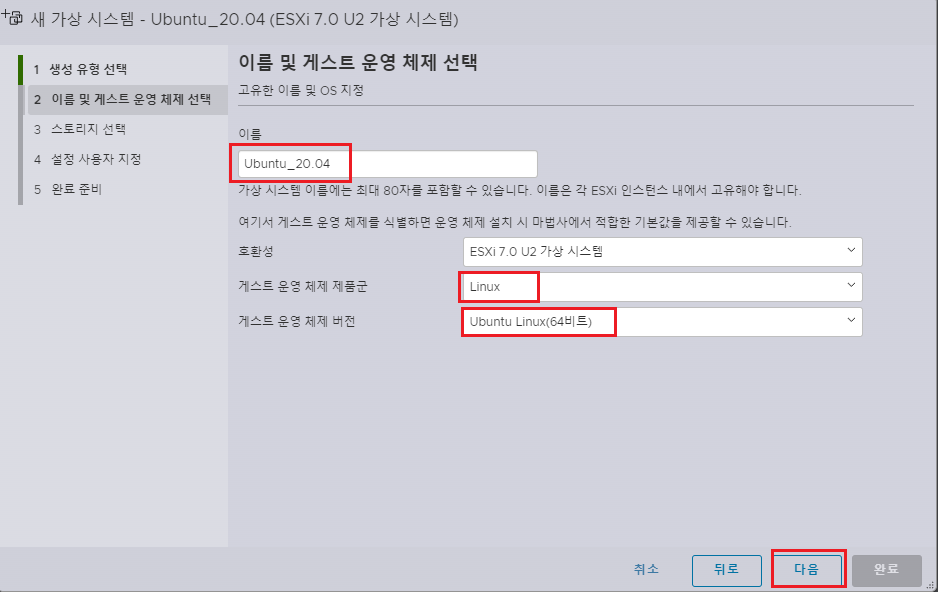 새 가상 시스템 - Ubuntu_20.04 (ESXi 7.0 U2 가상 시스템)
1 생성 유형 선택
2 이름 및 게스트 운영 체제 선택
3 스토리지 선택
4 설정 사용자 지정
5 완료 준비
이름 및 게스트 운영 체제 선택
고유한 이름 및 OS 지정
이름
Ubuntu_20.04
가상 시스템 이름에는 최대 80자를 포함할 수 있습니다. 이름은 각 ESXi 인스턴스 내에서 고유해야 합니다.
여기서 게스트 운영 체제를 식별하면 운영 체제 설치 시 마법사에서 적합한 기본값을 제공할 수 있습니다.
호환성 ESXi 7.0 U2 가상 시스템
게스트 운영 체제 제품군 Linux
게스트 운영 체제 버전 Ubuntu Linux(64비트)
취소 뒤로 다음 완료